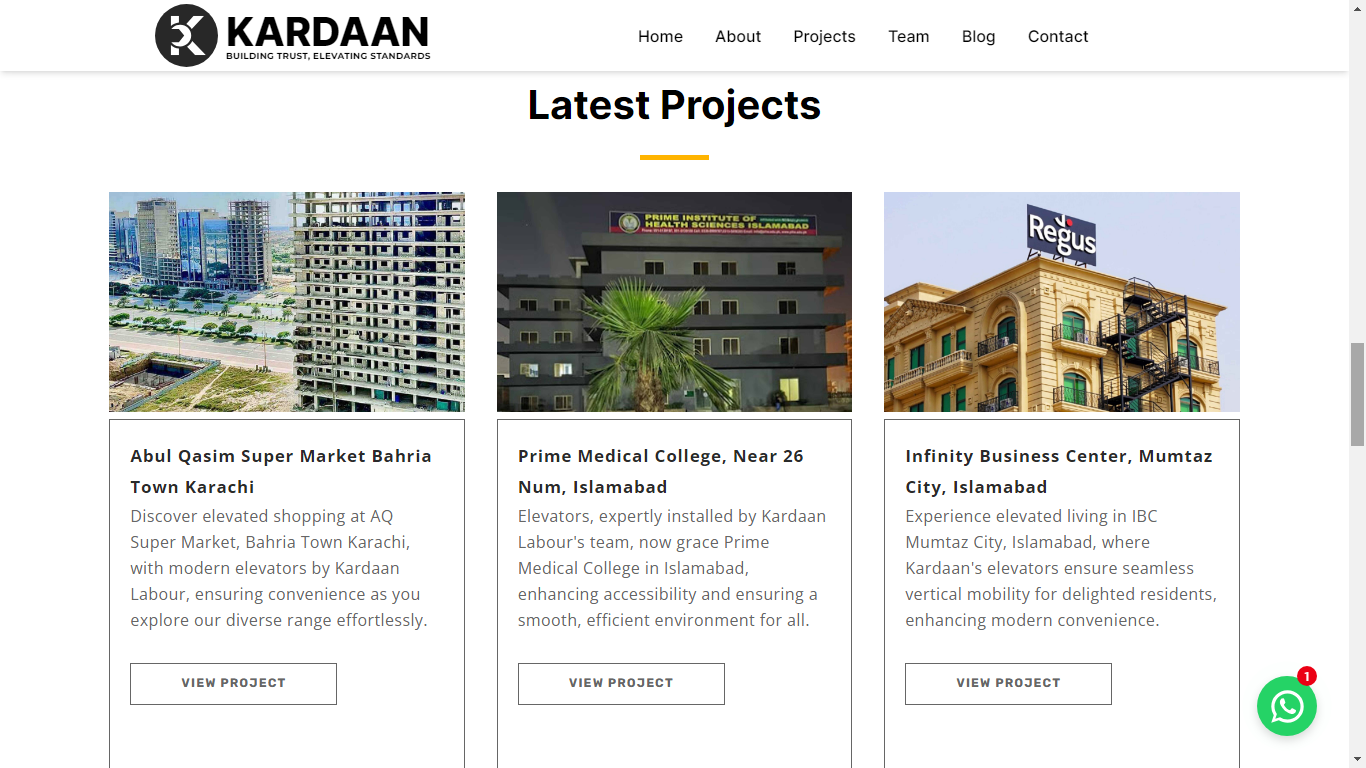 KARDAAN
BUILDING TRUST, ELEVATING STANDARDS
Home About Projects Team Blog Contact
Latest Projects
PRIME INSTITUTE OF
HEALTH SCIENCES ISLAMABAD
Regus
Abul Qasim Super Market Bahria
Town Karachi
Discover elevated shopping at AQ
Super Market, Bahria Town Karachi,
with modern elevators by Kardaan
Labour, ensuring convenience as you
explore our diverse range effortlessly.
VIEW PROJECT
Prime Medical College, Near 26
Num, Islamabad
Elevators, expertly installed by Kardaan
Labour's team, now grace Prime
Medical College in Islamabad,
enhancing accessibility and ensuring a
smooth, efficient environment for all.
VIEW PROJECT
Infinity Business Center, Mumtaz
City, Islamabad
Experience elevated living in IBC
Mumtaz City, Islamabad, where
Kardaan's elevators ensure seamless
vertical mobility for delighted residents,
enhancing modern convenience.
VIEW PROJECT
1